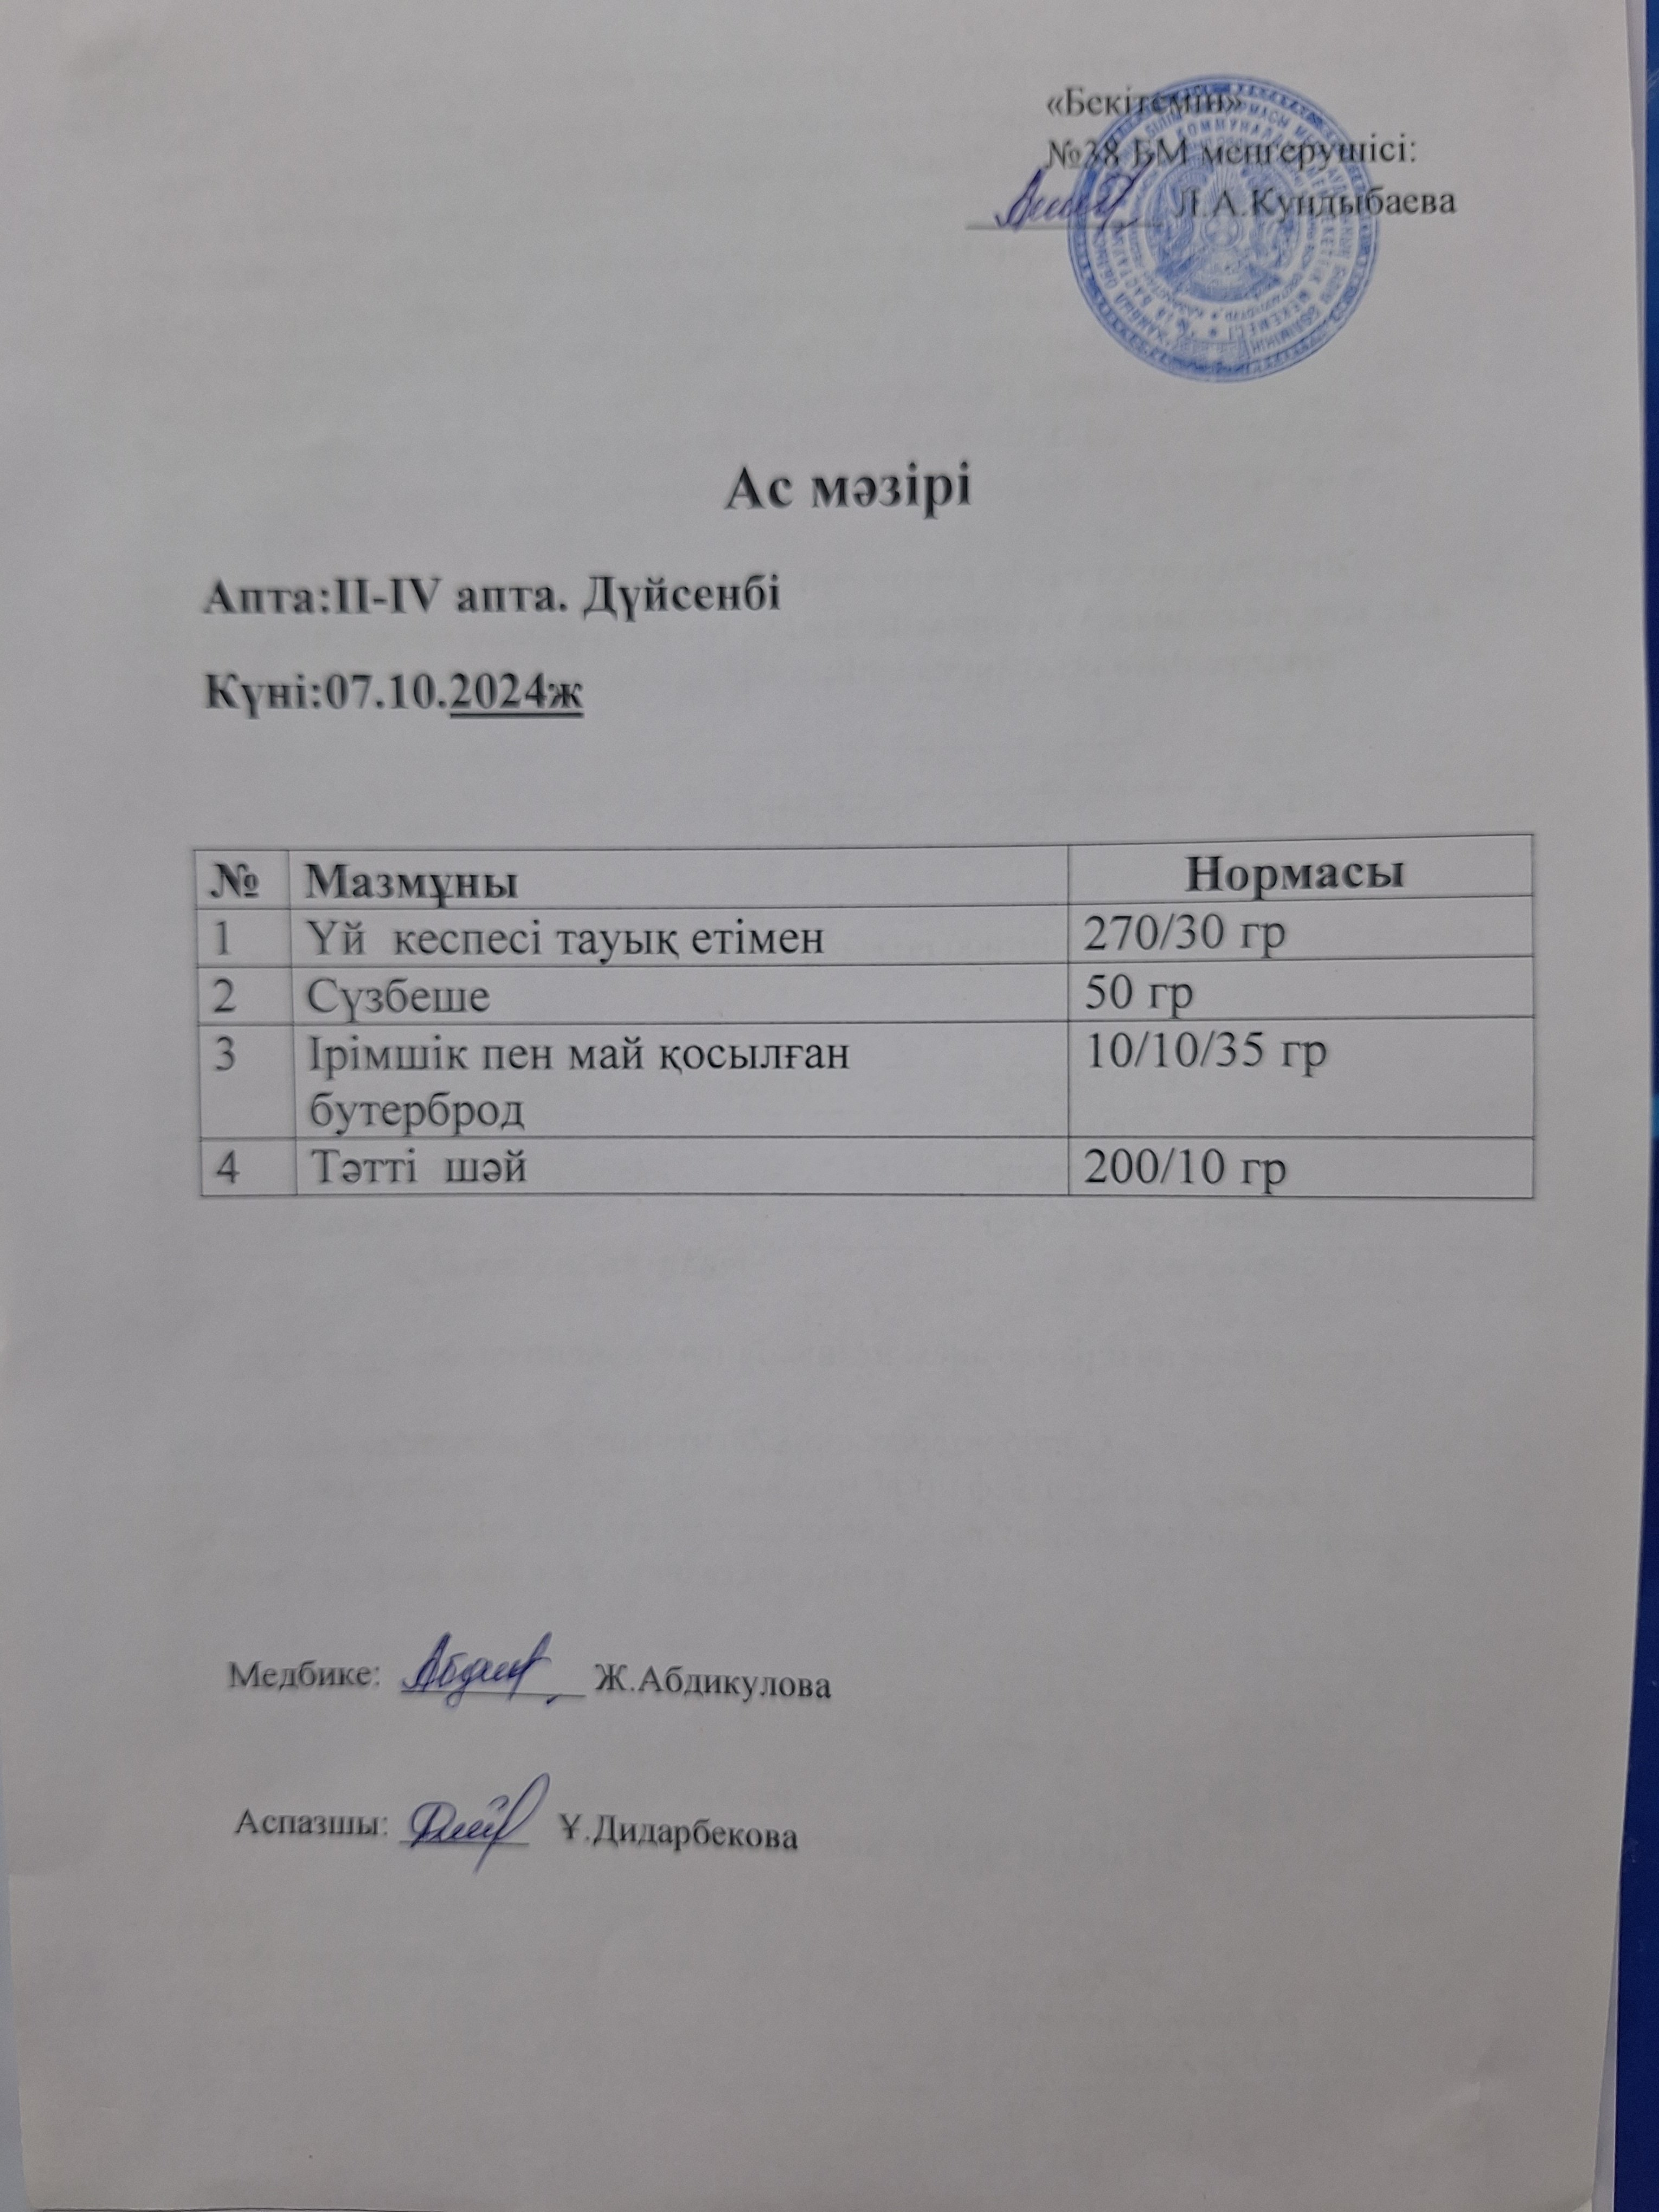 «Бекітемін»
№38 БМ меңгерушісі:
Л.А.Кундыбаева
Ас мәзірі
Апта:II-IV апта. Дүйсенбі
Күні:07.10.2024ж
№ Мазмұны Нормасы
1 Үй кеспесі тауық етімен 270/30 гр
2 Сүзбеше 50 гр
3 Ірімшік пен май қосылған 10/10/35 гр
бутерброд
4 Тәтті шәй 200/10 гр
Медбике: Ж.Абдикулова
Аспазшы: Ұ.Дидарбекова